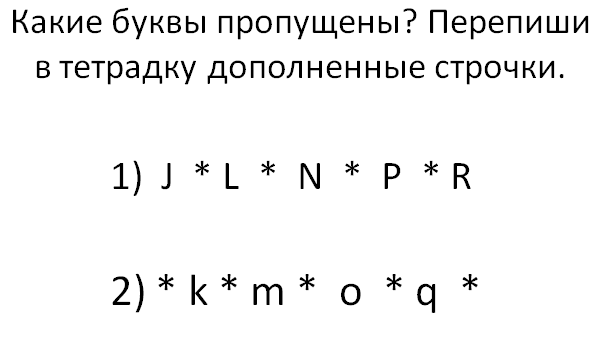 Какие буквы пропущены? Перепиши
в тетрадку дополненные строчки.
1) J * L * N * P * R
2) * k * m * o * q *